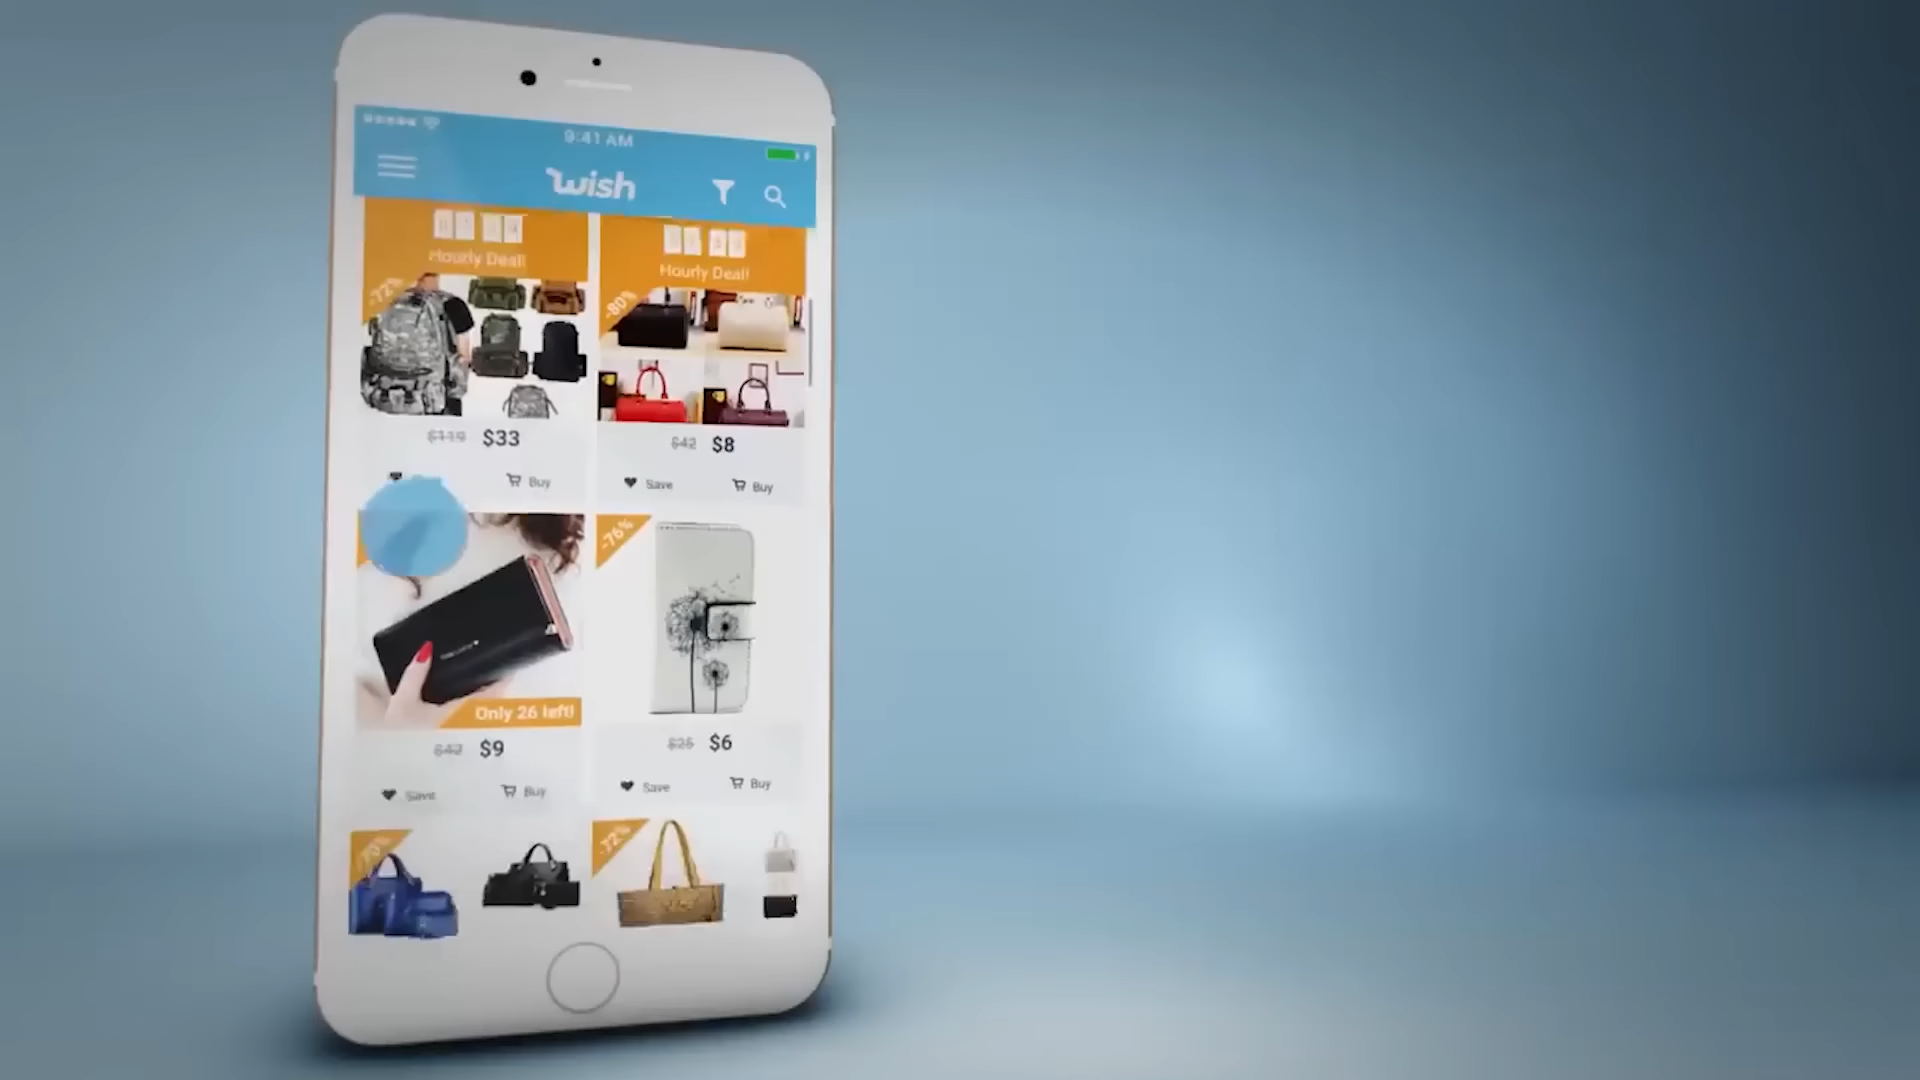 9:41 AM
wish
Hourly Deal!
Hourly Deal!
-72%
-80%
$119 $33
$42 $8
Buy
Save
Buy
-76%
Only 26 left!
$42 $9
$25 $6
Save
Buy
Save
Buy
-70%
-72%